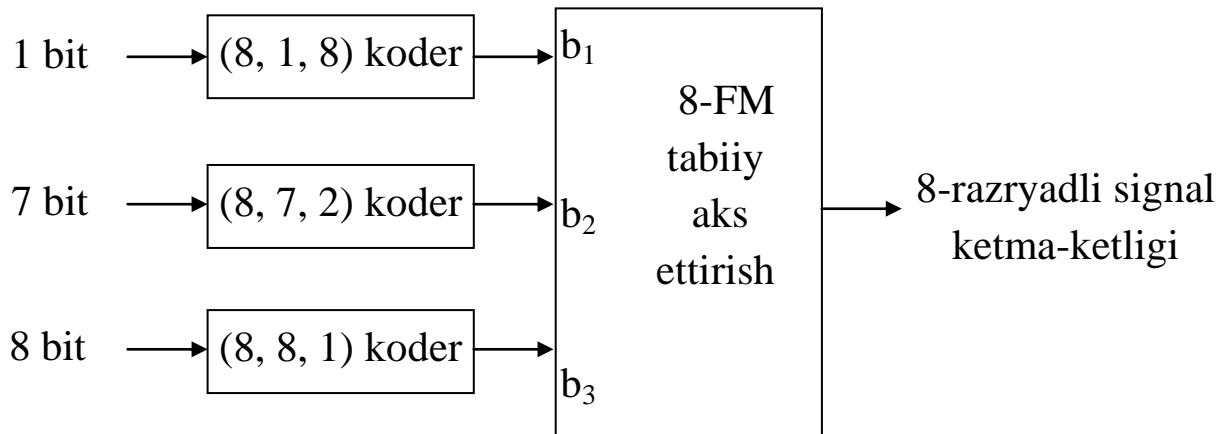 1 bit
(8, 1, 8) koder
b₁
8-FM
tabiiy
aks
ettirish
7 bit
(8, 7, 2) koder
b₂
8-razryadli signal
ketma-ketligi
8 bit
(8, 8, 1) koder
b₃